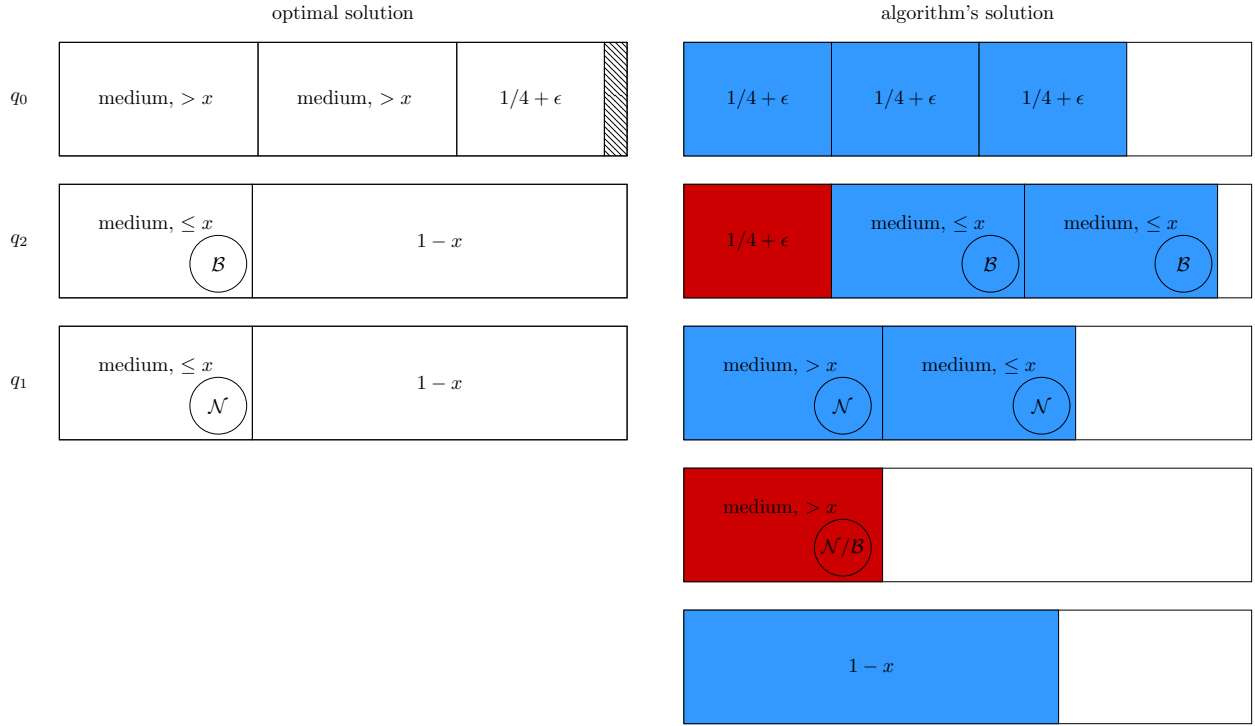 optimal solution
algorithm's solution
q₀
medium, > x
medium, > x
1/4 + ϵ
1/4 + ϵ
1/4 + ϵ
1/4 + ϵ
q₂
medium, ≤ x
ℬ
1 − x
1/4 + ϵ
medium, ≤ x
ℬ
medium, ≤ x
ℬ
q₁
medium, ≤ x
𝒩
1 − x
medium, > x
𝒩
medium, ≤ x
𝒩
medium, > x
𝒩/ℬ
1 − x